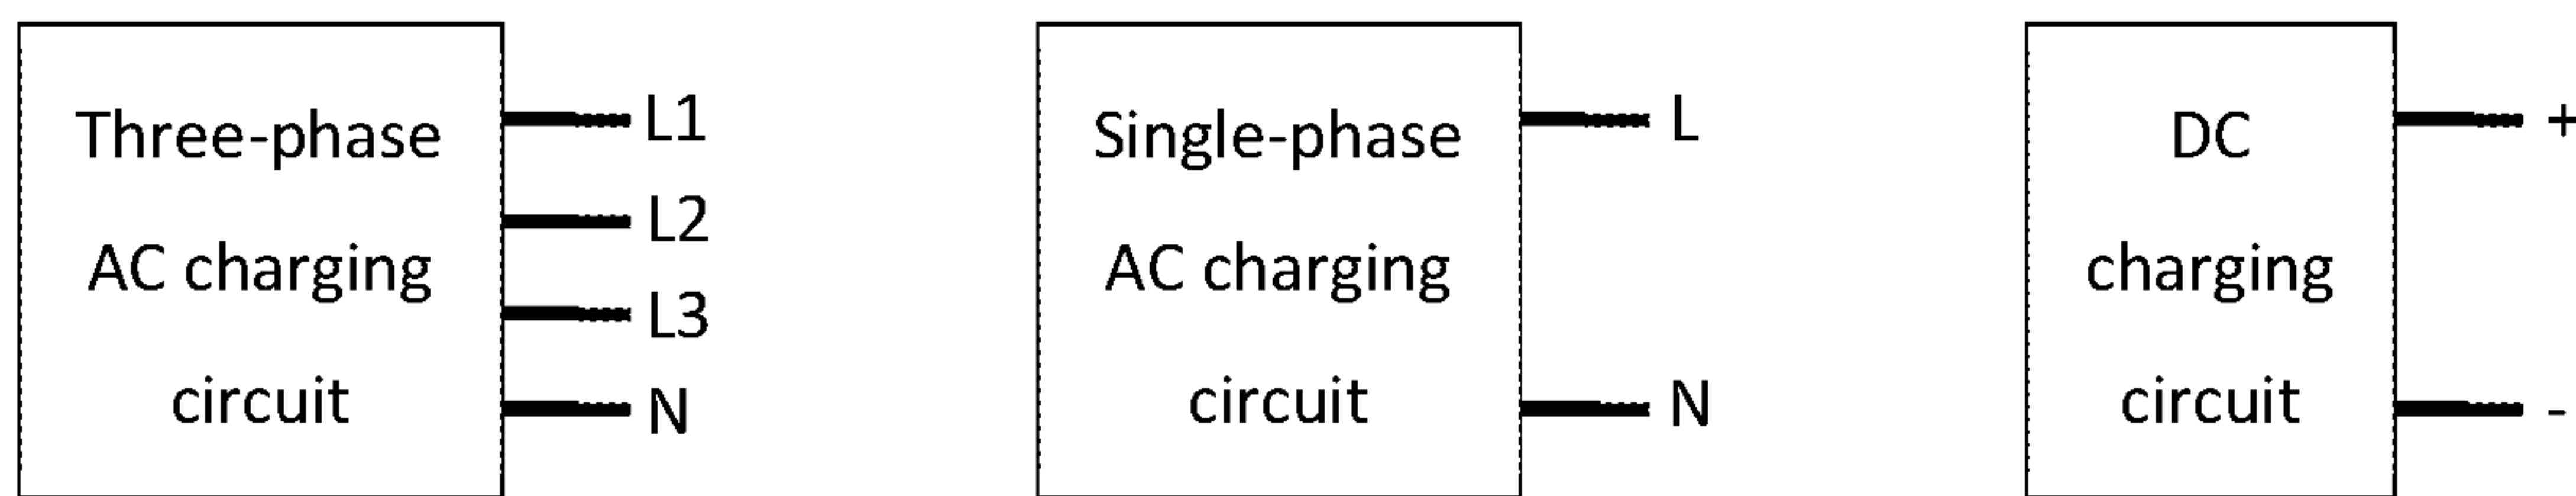 Three-phase
AC charging
circuit
L1
L2
L3
N
Single-phase
AC charging
circuit
L
N
DC
charging
circuit
+
-